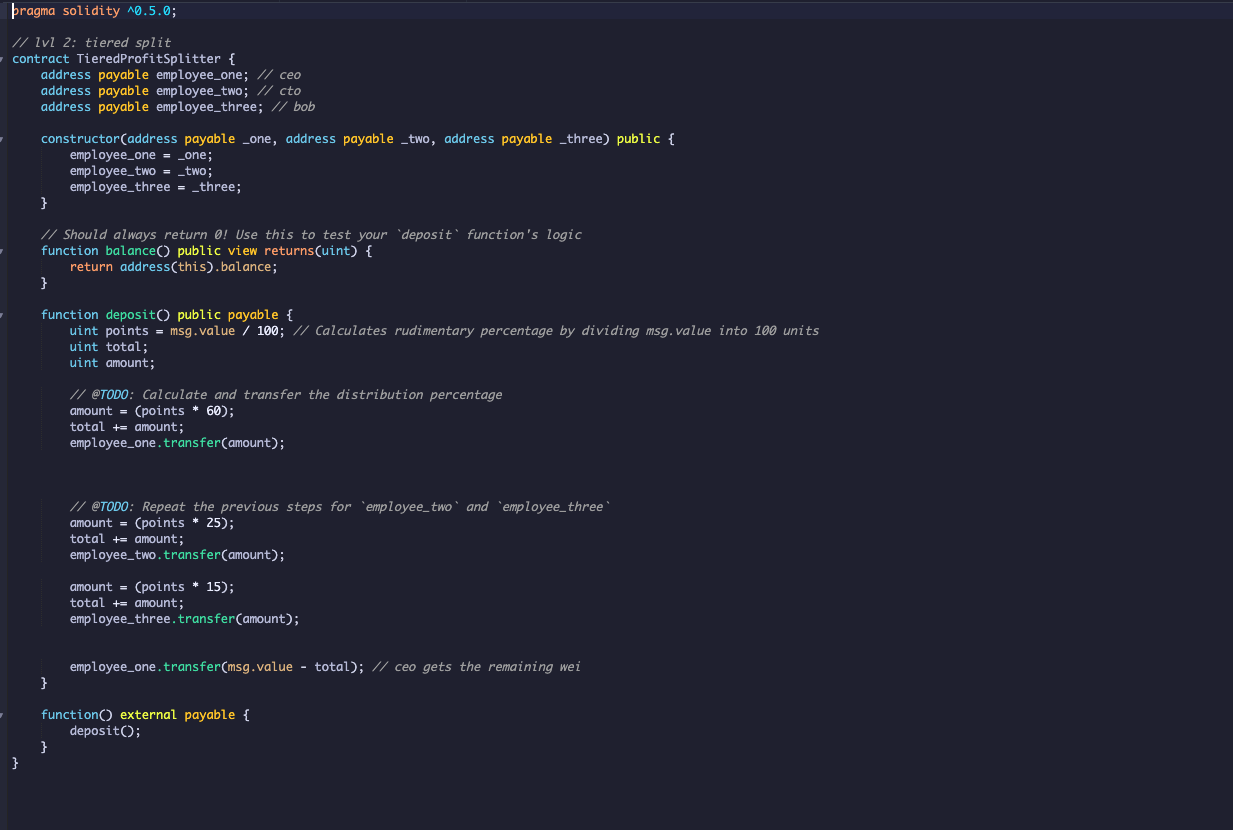 pragma solidity ^0.5.0;
// lvl 2: tiered split
contract TieredProfitSplitter {
address payable employee_one; // ceo
address payable employee_two; // cto
address payable employee_three; // bob
constructor(address payable _one, address payable _two, address payable _three) public {
employee_one = _one;
employee_two = _two;
employee_three = _three;
}
// Should always return 0! Use this to test your `deposit` function's logic
function balance() public view returns(uint) {
return address(this).balance;
}
function deposit() public payable {
uint points = msg.value / 100; // Calculates rudimentary percentage by dividing msg.value into 100 units
uint total;
uint amount;
// @TODO: Calculate and transfer the distribution percentage
amount = (points * 60);
total += amount;
employee_one.transfer(amount);
// @TODO: Repeat the previous steps for `employee_two` and `employee_three`
amount = (points * 25);
total += amount;
employee_two.transfer(amount);
amount = (points * 15);
total += amount;
employee_three.transfer(amount);
employee_one.transfer(msg.value - total); // ceo gets the remaining wei
}
function() external payable {
deposit();
}
}